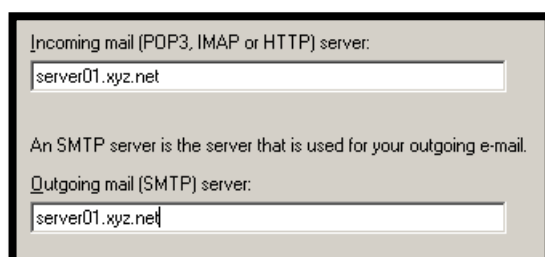 Incoming mail (POP3, IMAP or HTTP) server:
server01.xyz.net
An SMTP server is the server that is used for your outgoing e-mail.
Outgoing mail (SMTP) server:
server01.xyz.net